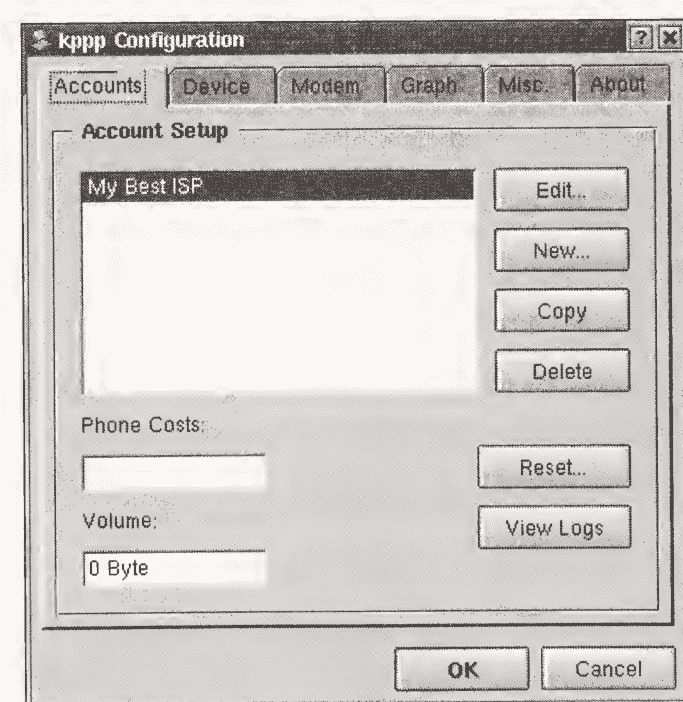 kppp Configuration
Accounts Device Modem Graph Misc. About
Account Setup
My Best ISP
Edit...
New...
Copy
Delete
Phone Costs:
Reset...
Volume:
View Logs
0 Byte
OK Cancel